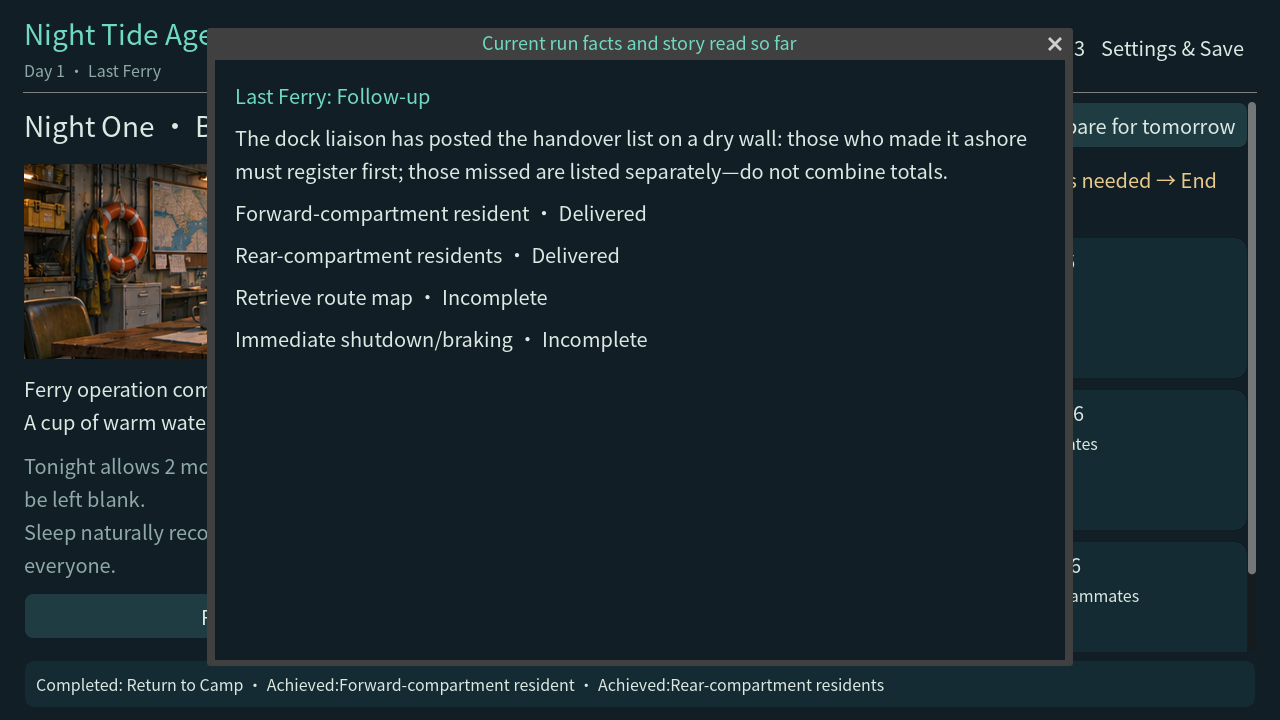 Night Tide Age
Day 1 · Last Ferry
Current run facts and story read so far
3 Settings & Save
Night One · B
pare for tomorrow
s needed → End
Last Ferry: Follow-up
The dock liaison has posted the handover list on a dry wall: those who made it ashore
must register first; those missed are listed separately—do not combine totals.
Forward-compartment resident · Delivered
Rear-compartment residents · Delivered
Retrieve route map · Incomplete
Immediate shutdown/braking · Incomplete
6
ates
6
ammates
Ferry operation com
A cup of warm wate
Tonight allows 2 mo
be left blank.
Sleep naturally reco
everyone.
Completed: Return to Camp · Achieved:Forward-compartment resident · Achieved:Rear-compartment residents